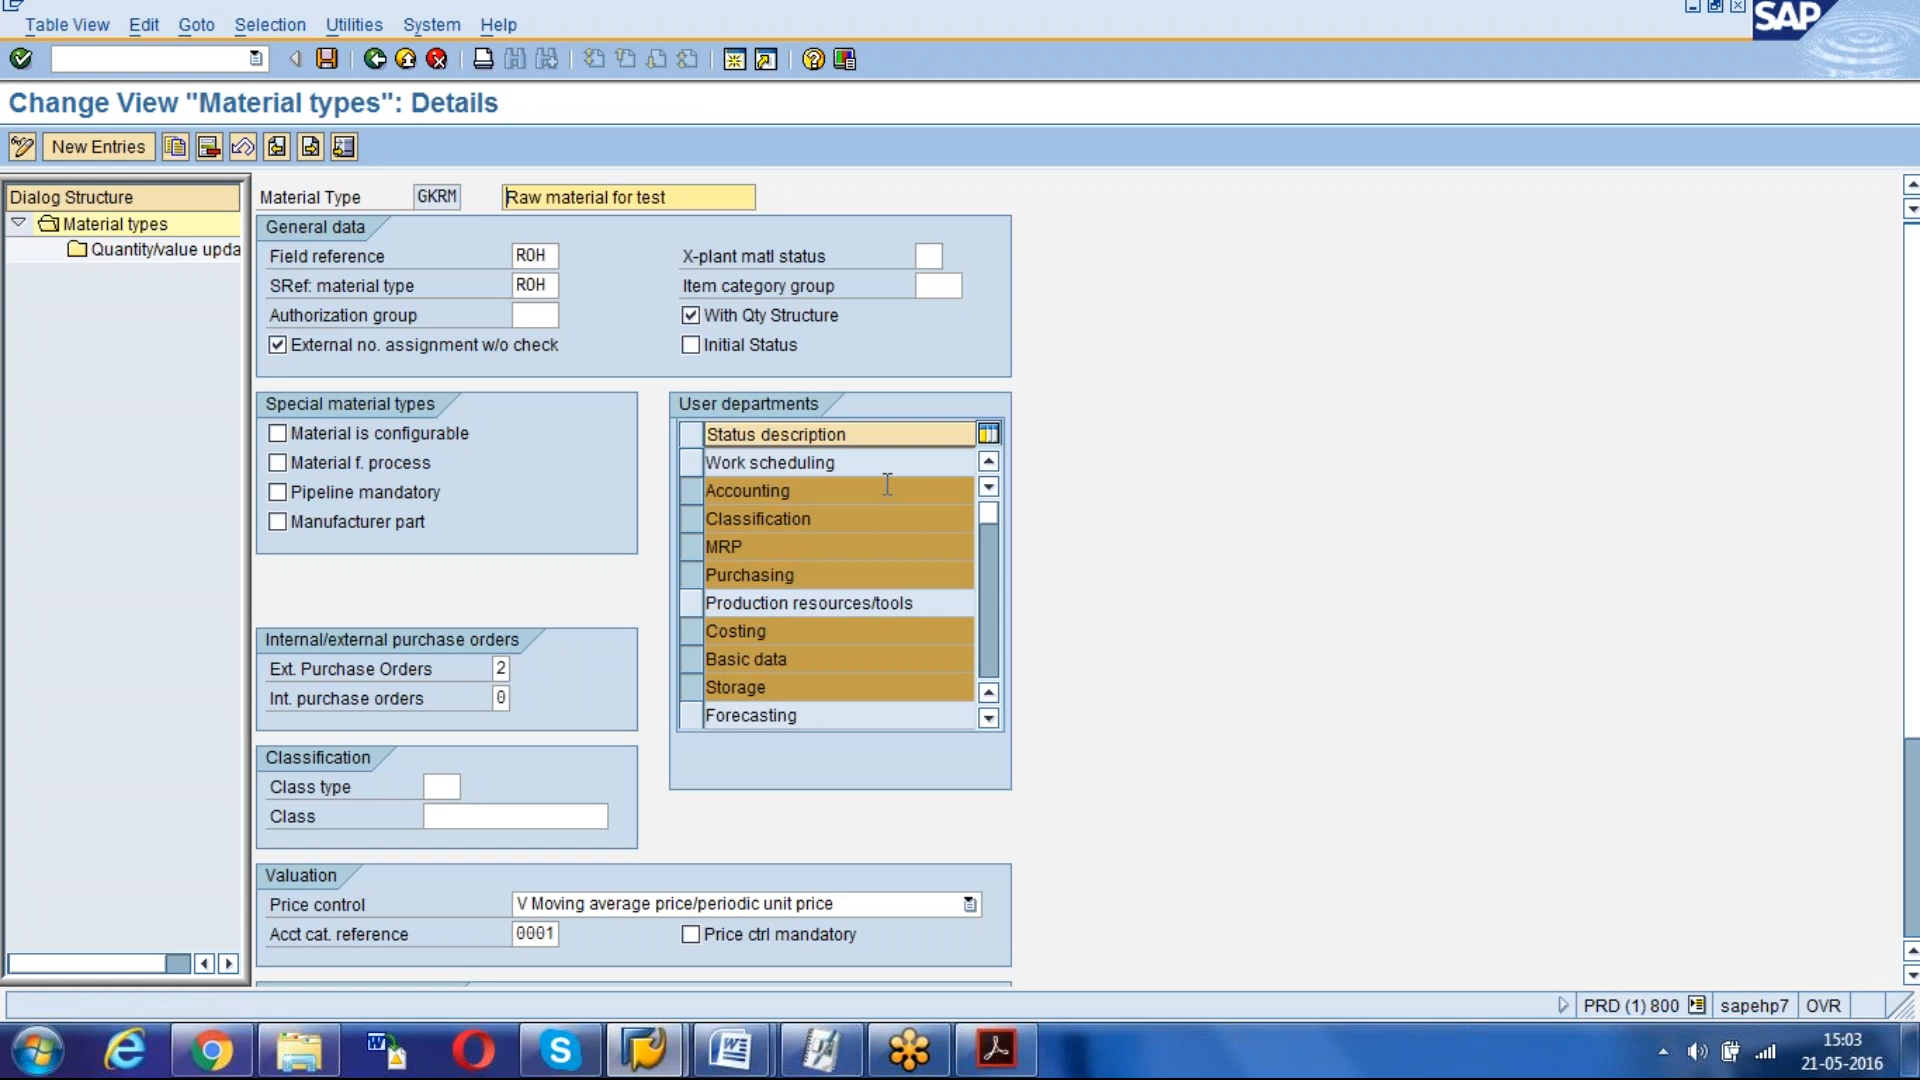 Table View Edit Goto Selection Utilities System Help
SAP
Change View "Material types": Details
New Entries
Dialog Structure
Material types
Quantity/value upda
Material Type GKRM Raw material for test
General data
Field reference ROH X-plant matl status
SRef: material type ROH Item category group
Authorization group With Qty Structure
External no. assignment w/o check Initial Status
Special material types
Material is configurable
Material f. process
Pipeline mandatory
Manufacturer part
User departments
Status description
Work scheduling
Accounting
Classification
MRP
Purchasing
Production resources/tools
Costing
Basic data
Storage
Forecasting
Internal/external purchase orders
Ext. Purchase Orders 2
Int. purchase orders 0
Classification
Class type
Class
Valuation
Price control V Moving average price/periodic unit price
Acct cat. reference 0001 Price ctrl mandatory
PRD (1) 800 sapehp7 OVR
15:03
21-05-2016